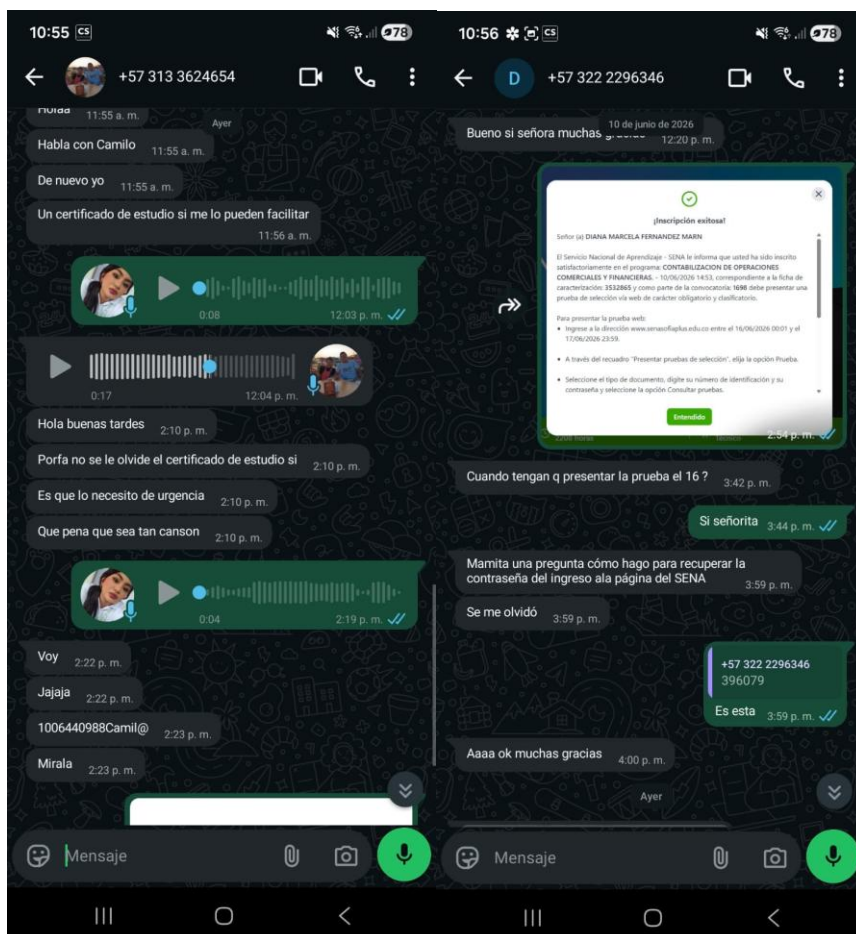 10:55 CS
78
+57 313 3624654
Holaa 11:55 a. m.
Ayer
Habla con Camilo 11:55 a. m.
De nuevo yo 11:55 a. m.
Un certificado de estudio si me lo pueden facilitar
11:56 a. m.
0:08 12:03 p. m.
0:17 12:04 p. m.
Hola buenas tardes 2:10 p. m.
Porfa no se le olvide el certificado de estudio si 2:10 p. m.
Es que lo necesito de urgencia 2:10 p. m.
Que pena que sea tan canson 2:10 p. m.
0:04 2:19 p. m.
Voy 2:22 p. m.
Jajaja 2:22 p. m.
1006440988Camil@ 2:23 p. m.
Mirala 2:23 p. m.
Mensaje
10:56 CS
78
D +57 322 2296346
10 de junio de 2026
Bueno si señora muchas gracias 12:20 p. m.
¡Inscripción exitosa!
Señor (a) DIANA MARCELA FERNANDEZ MARN
El Servicio Nacional de Aprendizaje - SENA le informa que usted ha sido inscrito
satisfactoriamente en el programa: CONTABILIZACION DE OPERACIONES
COMERCIALES Y FINANCIERAS. - 10/06/2026 14:53, correspondiente a la ficha de
caracterización: 3532865 y como parte de la convocatoria: 1698 debe presentar una
prueba de selección vía web de carácter obligatorio y clasificatorio.
Para presentar la prueba web:
• Ingrese a la dirección www.senasofiaplus.edu.co entre el 16/06/2026 00:01 y el
17/06/2026 23:59.
• A través del recuadro "Presentar pruebas de selección", elija la opción Prueba.
• Seleccione el tipo de documento, digite su número de identificación y su
contraseña y seleccione la opción Consultar pruebas.
Entendido
2208 horas Técnico 2:54 p. m.
Cuando tengan q presentar la prueba el 16 ? 3:42 p. m.
Si señorita 3:44 p. m.
Mamita una pregunta cómo hago para recuperar la
contraseña del ingreso ala página del SENA 3:59 p. m.
Se me olvidó 3:59 p. m.
+57 322 2296346
396079
Es esta 3:59 p. m.
Aaaa ok muchas gracias 4:00 p. m.
Ayer
Mensaje